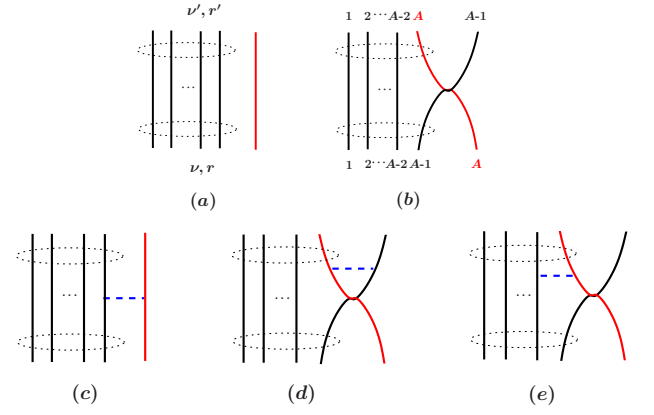 ν′, r′
...
ν, r
(a)
1 2...A-2 A A-1
...
1 2...A-2 A-1 A
(b)
...
(c)
...
(d)
...
(e)